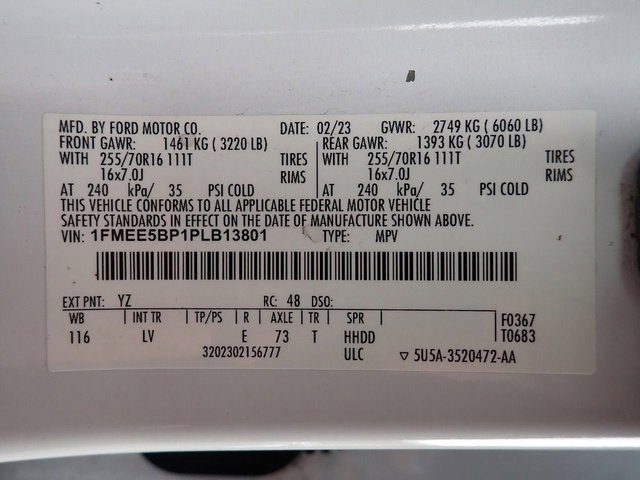 MFD. BY FORD MOTOR CO. DATE: 02/23 GVWR: 2749 KG ( 6060 LB)
FRONT GAWR: 1461 KG ( 3220 LB) REAR GAWR: 1393 KG ( 3070 LB)
WITH 255/70R16 111T TIRES WITH 255/70R16 111T TIRES
16x7.0J RIMS 16x7.0J RIMS
AT 240 kPa/ 35 PSI COLD AT 240 kPa/ 35 PSI COLD
THIS VEHICLE CONFORMS TO ALL APPLICABLE FEDERAL MOTOR VEHICLE
SAFETY STANDARDS IN EFFECT ON THE DATE OF MANUFACTURE SHOWN ABOVE.
VIN: 1FMEE5BP1PLB13801 TYPE: MPV
EXT PNT: YZ RC: 48 DSO:
WB INT TR TP/PS R AXLE TR SPR F0367
116 LV E 73 T HHDD T0683
3202302156777 ULC ▽ 5U5A-3520472-AA